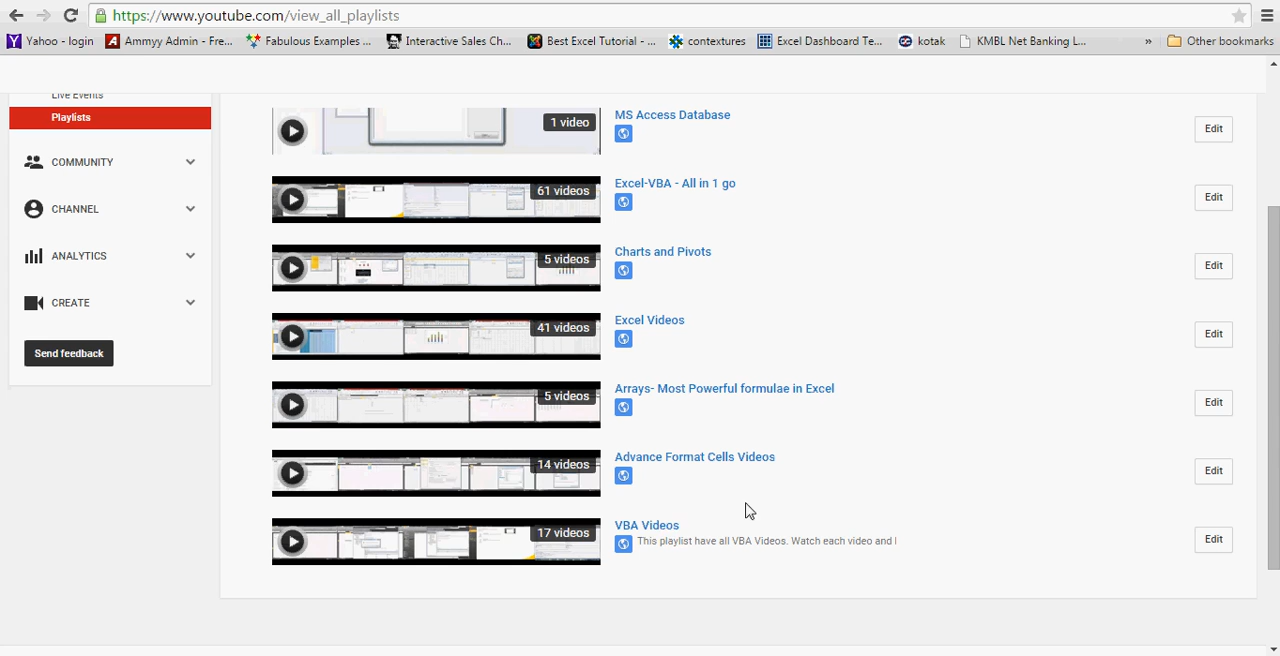 https://www.youtube.com/view_all_playlists
Yahoo - login
Ammyy Admin - Fre...
Fabulous Examples ...
Interactive Sales Ch...
Best Excel Tutorial - ...
contextures
Excel Dashboard Te...
kotak
KMBL Net Banking L...
»
Other bookmarks
Live Events
Playlists
COMMUNITY
CHANNEL
ANALYTICS
CREATE
Send feedback
1 video
MS Access Database
Edit
61 videos
Excel-VBA - All in 1 go
Edit
5 videos
Charts and Pivots
Edit
41 videos
Excel Videos
Edit
5 videos
Arrays- Most Powerful formulae in Excel
Edit
14 videos
Advance Format Cells Videos
Edit
17 videos
VBA Videos
This playlist have all VBA Videos. Watch each video and l
Edit